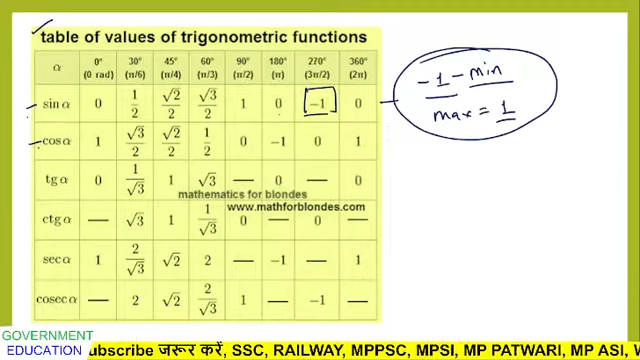 table of values of trigonometric functions
α 0° (0 rad) 30° (π/6) 45° (π/4) 60° (π/3) 90° (π/2) 180° (π) 270° (3π/2) 360° (2π)
sin α 0 1/2 √2/2 √3/2 1 0 −1 0
cos α 1 √3/2 √2/2 1/2 0 −1 0 1
tg α 0 1/√3 1 √3 — 0 — 0
mathematics for blondes
www.mathforblondes.com
ctg α — √3 1 1/√3 0 — 0 —
sec α 1 2/√3 √2 2 — −1 — 1
cosec α — 2 √2 2/√3 1 — −1 —
-1 - min
max = 1
GOVERNMENT
EDUCATION
ubscribe जरूर करें, SSC, RAILWAY, MPPSC, MPSI, MP PATWARI, MP ASI,